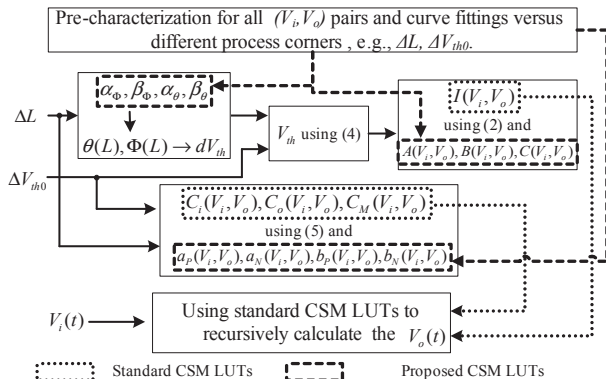 Pre-characterization for all (Vi, Vo) pairs and curve fittings versus
different process corners , e.g., ΔL, ΔVth0.
αΦ, βΦ, αθ, βθ
θ(L), Φ(L) → dVth
ΔL
Vth using (4)
I(Vi, Vo)
using (2) and
A(Vi, Vo), B(Vi, Vo), C(Vi, Vo)
ΔVth0
Ci(Vi, Vo), Co(Vi, Vo), CM(Vi, Vo)
using (5) and
aP(Vi, Vo), aN(Vi, Vo), bP(Vi, Vo), bN(Vi, Vo)
Vi(t)
Using standard CSM LUTs to
recursively calculate the Vo(t)
Standard CSM LUTs
Proposed CSM LUTs